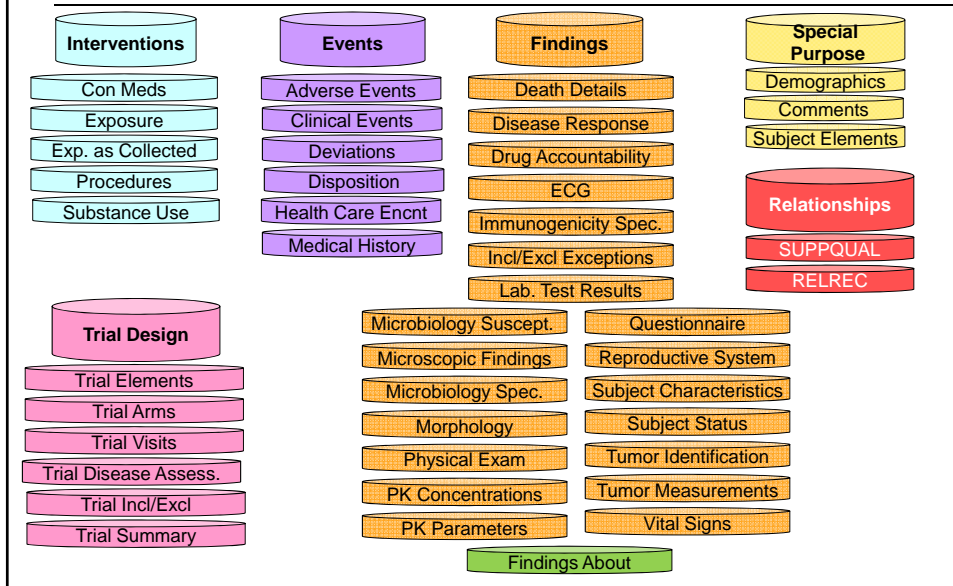 Interventions
Con Meds
Exposure
Exp. as Collected
Procedures
Substance Use
Events
Adverse Events
Clinical Events
Deviations
Disposition
Health Care Encnt
Medical History
Findings
Death Details
Disease Response
Drug Accountability
ECG
Immunogenicity Spec.
Incl/Excl Exceptions
Lab. Test Results
Microbiology Suscept.
Microscopic Findings
Microbiology Spec.
Morphology
Physical Exam
PK Concentrations
PK Parameters
Questionnaire
Reproductive System
Subject Characteristics
Subject Status
Tumor Identification
Tumor Measurements
Vital Signs
Findings About
Special
Purpose
Demographics
Comments
Subject Elements
Relationships
SUPPQUAL
RELREC
Trial Design
Trial Elements
Trial Arms
Trial Visits
Trial Disease Assess.
Trial Incl/Excl
Trial Summary